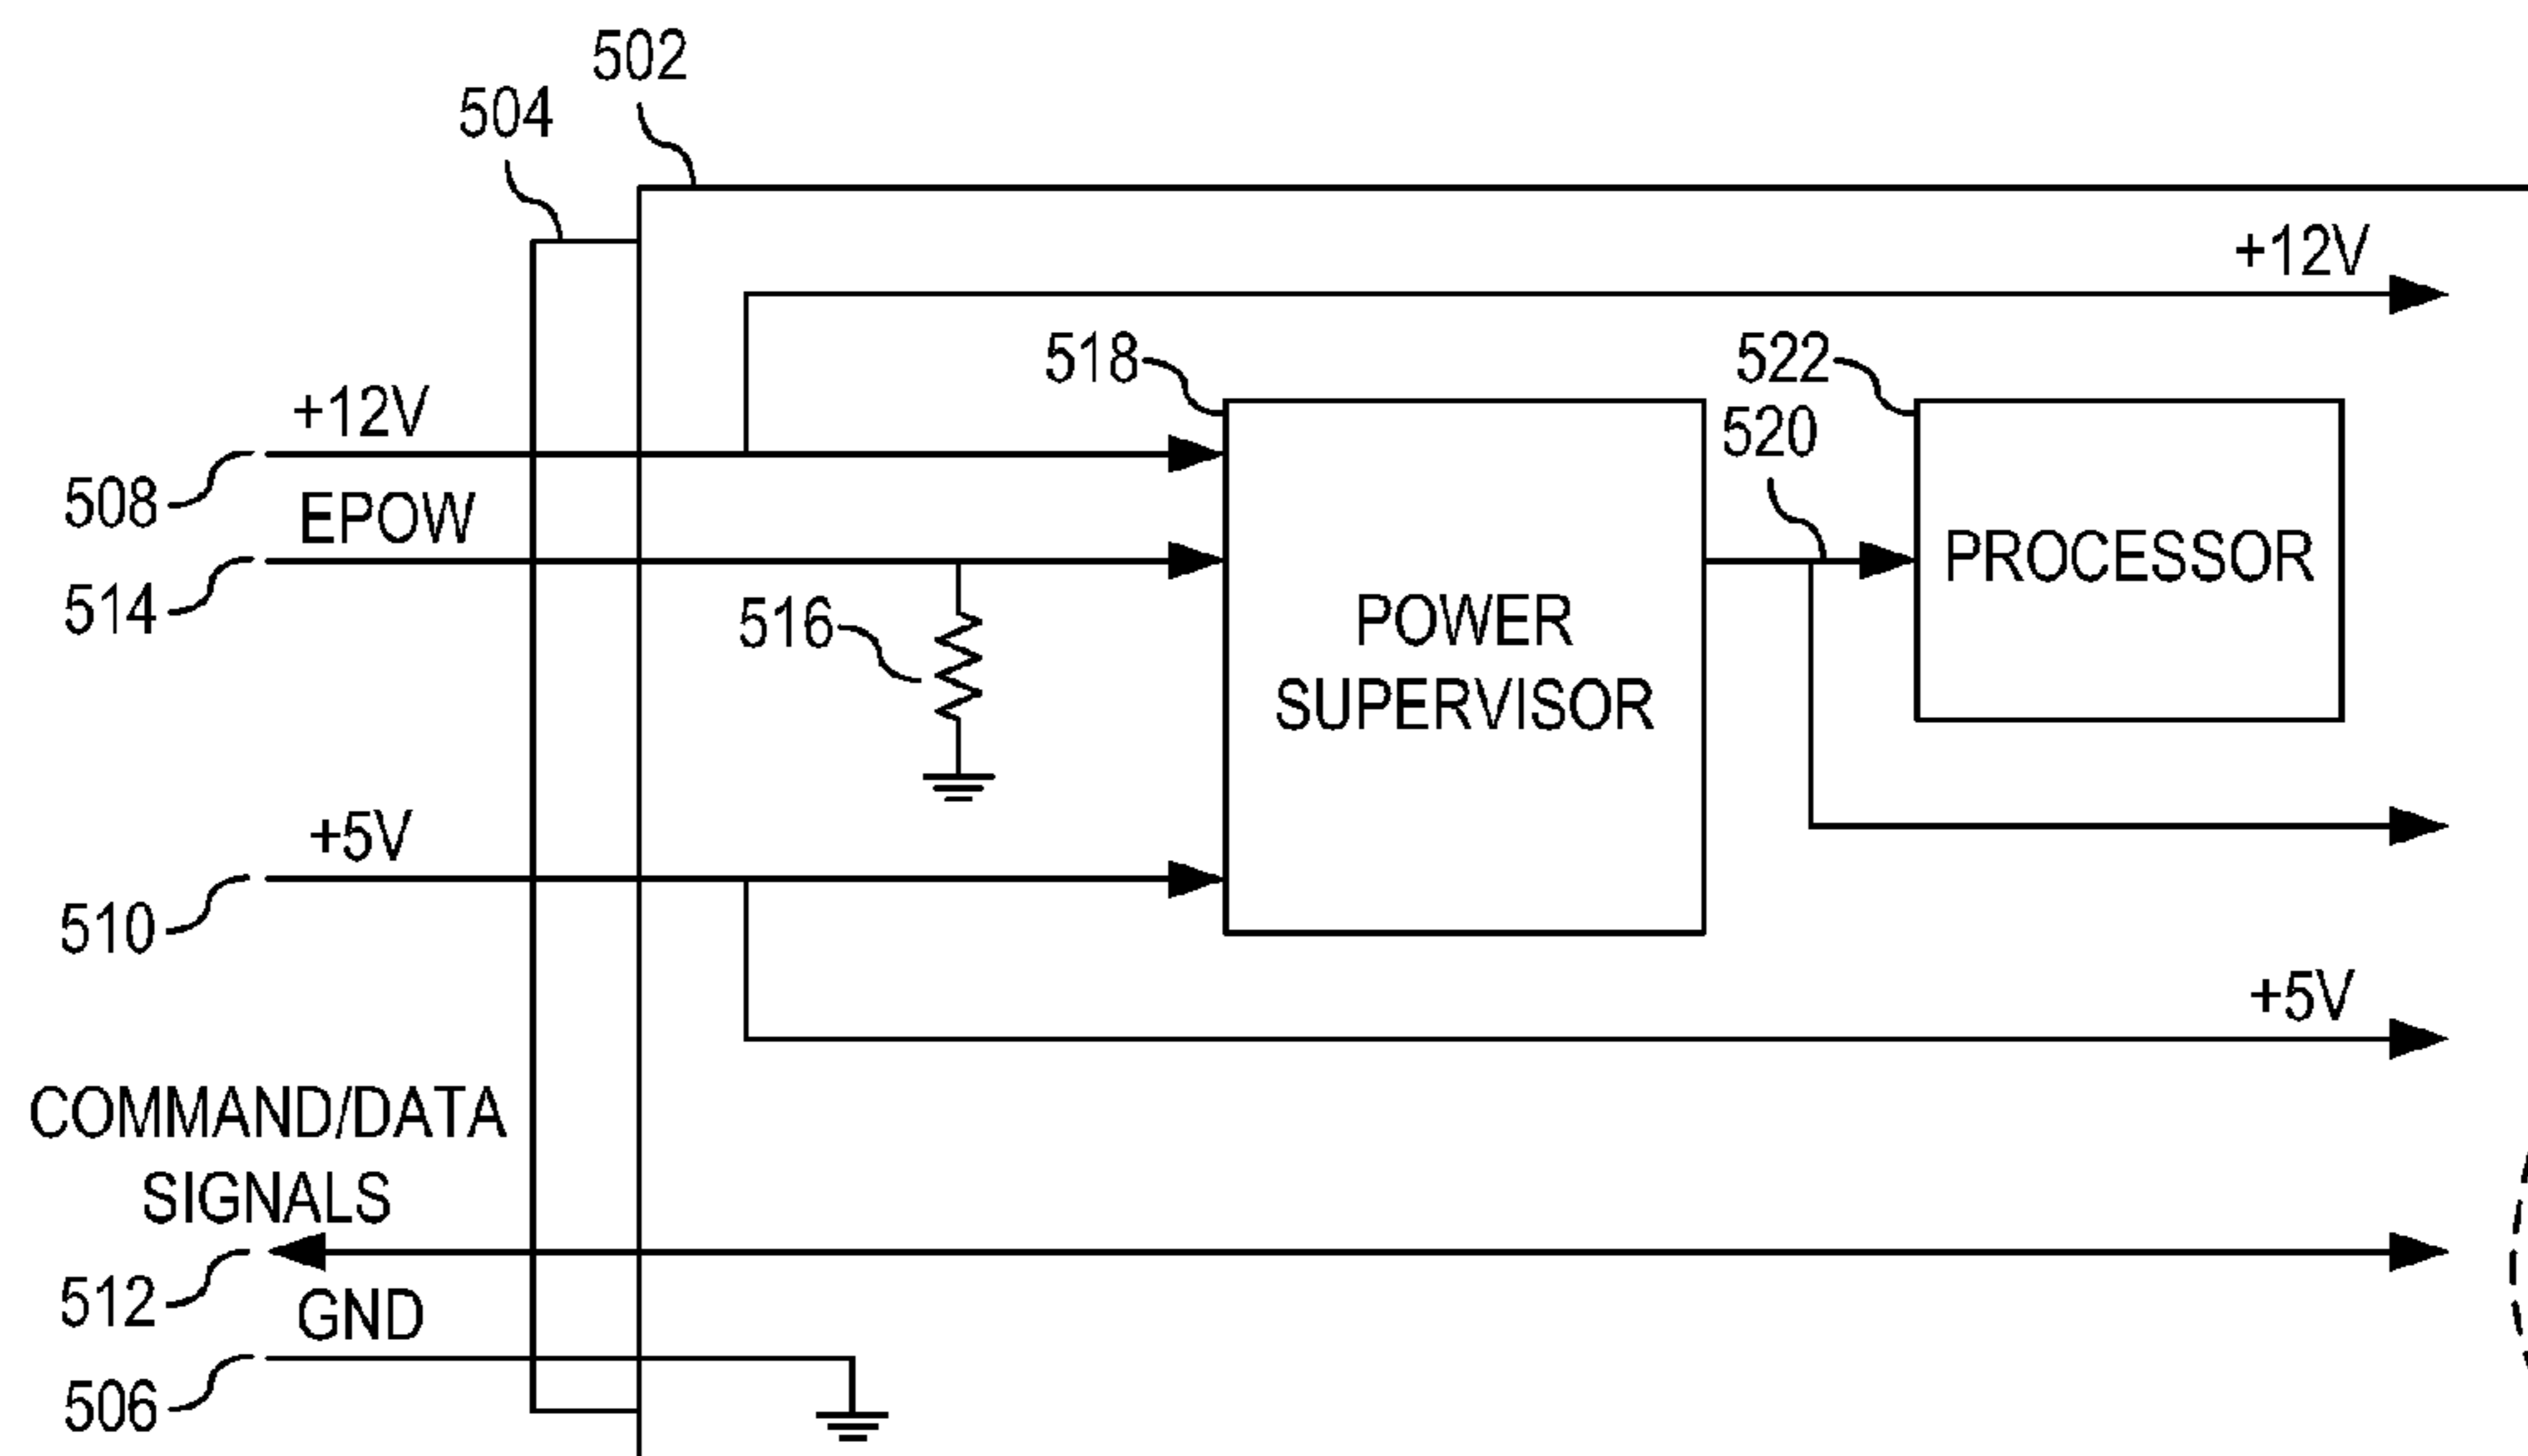 502
504
+12V
518
522
+12V
520
508
EPOW
PROCESSOR
514
516
POWER
SUPERVISOR
+5V
510
+5V
COMMAND/DATA
SIGNALS
512
GND
506